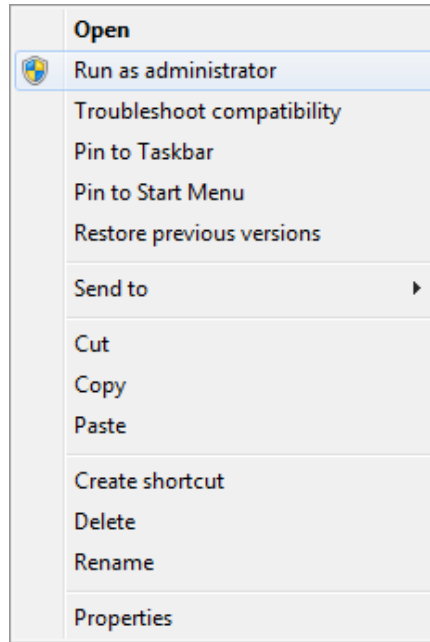 Open
Run as administrator
Troubleshoot compatibility
Pin to Taskbar
Pin to Start Menu
Restore previous versions
Send to
Cut
Copy
Paste
Create shortcut
Delete
Rename
Properties